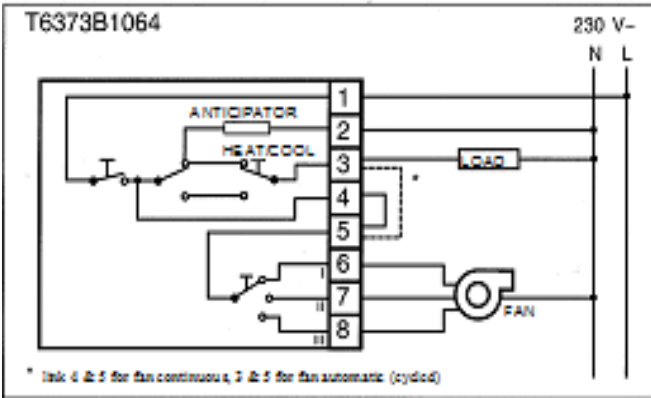 T6373B1064
230 V~
N L
1
ANTICIPATOR
2
HEAT/COOL
3
LOAD
*
4
5
6
I
7
II
FAN
8
III
* link 4 & 5 for fan continuous, 3 & 5 for fan automatic (cycled)